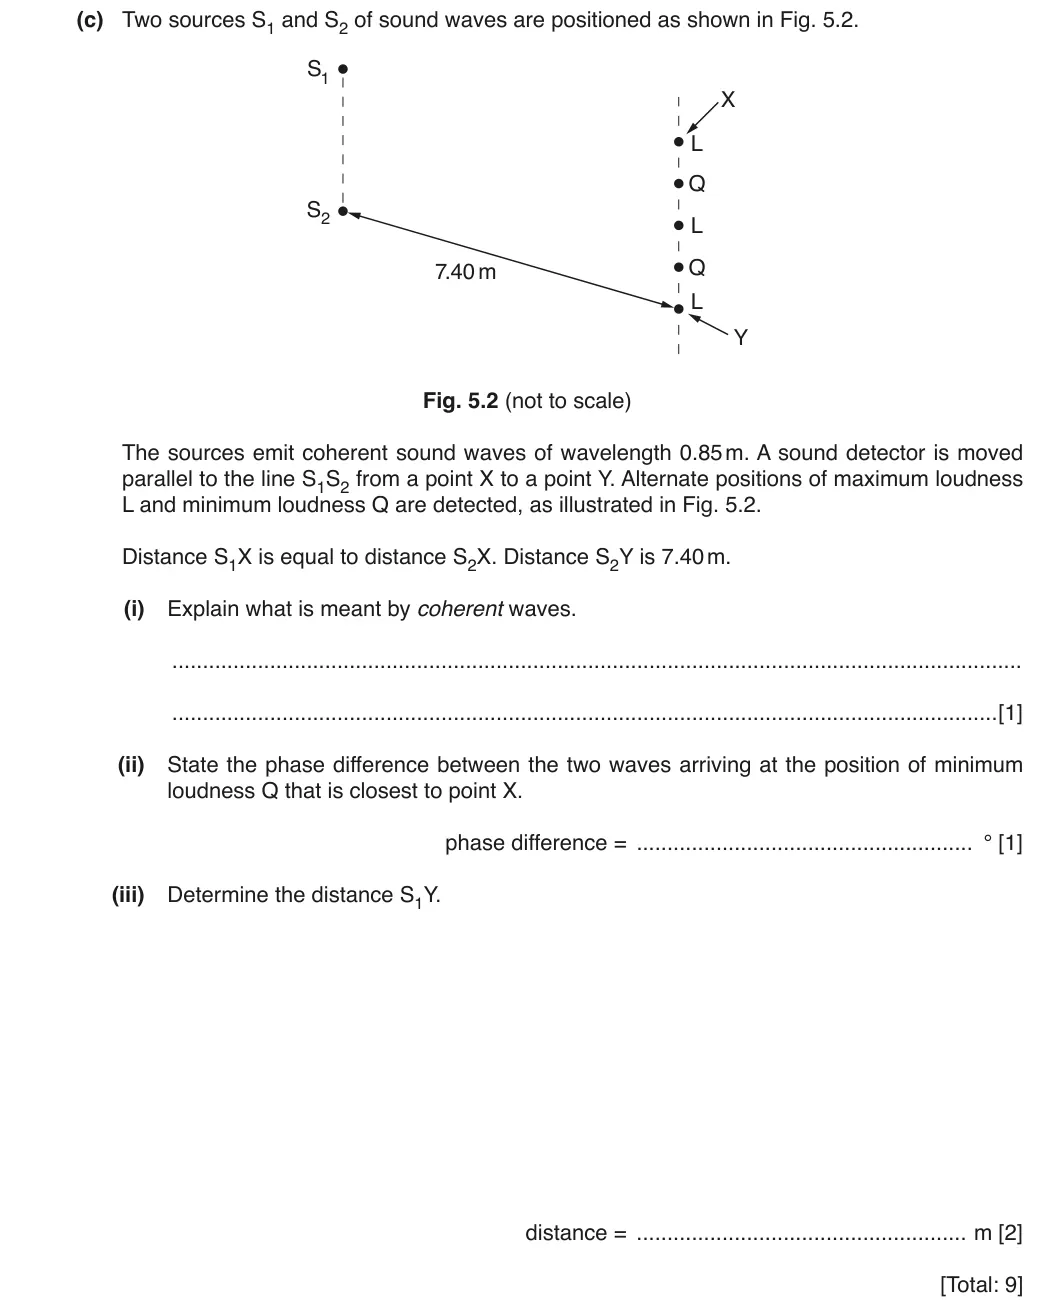 (c) Two sources S1 and S2 of sound waves are positioned as shown in Fig. 5.2.
S1
X
L
Q
S2
L
7.40 m
Q
L
Y
Fig. 5.2 (not to scale)
The sources emit coherent sound waves of wavelength 0.85 m. A sound detector is moved
parallel to the line S1S2 from a point X to a point Y. Alternate positions of maximum loudness
L and minimum loudness Q are detected, as illustrated in Fig. 5.2.
Distance S1X is equal to distance S2X. Distance S2Y is 7.40 m.
(i) Explain what is meant by coherent waves.
..........................................................................................................................................
......................................................................................................................................[1]
(ii) State the phase difference between the two waves arriving at the position of minimum
loudness Q that is closest to point X.
phase difference = ....................................................... ° [1]
(iii) Determine the distance S1Y.
distance = ...................................................... m [2]
[Total: 9]